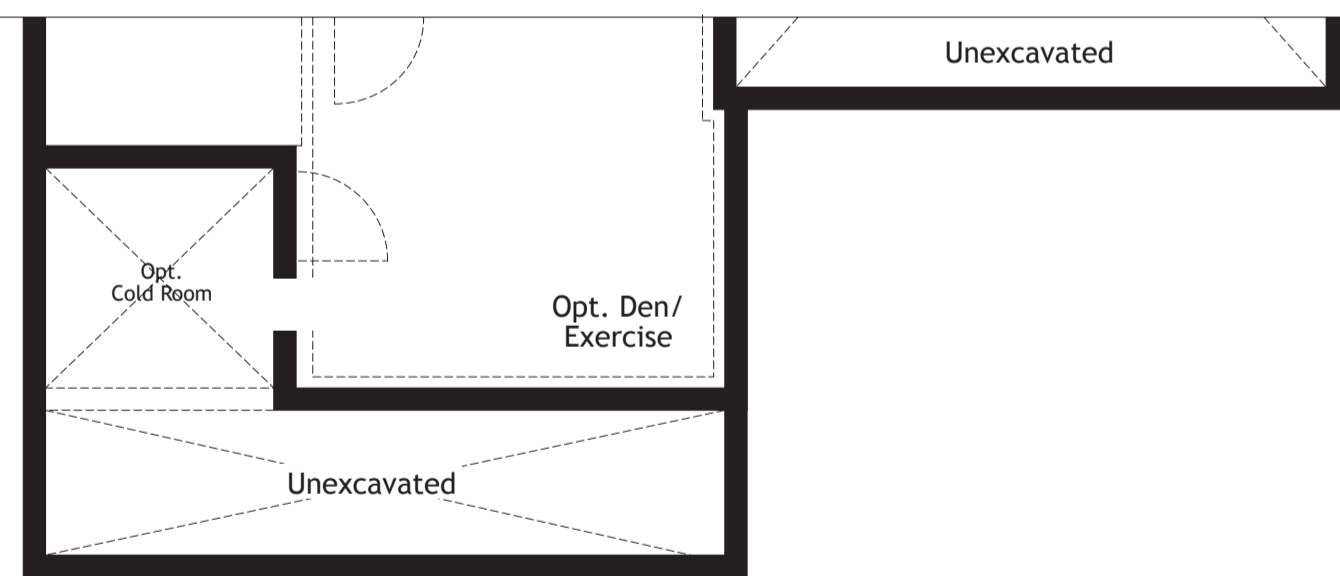 Unexcavated
Opt.
Cold Room
Opt. Den/
Exercise
Unexcavated